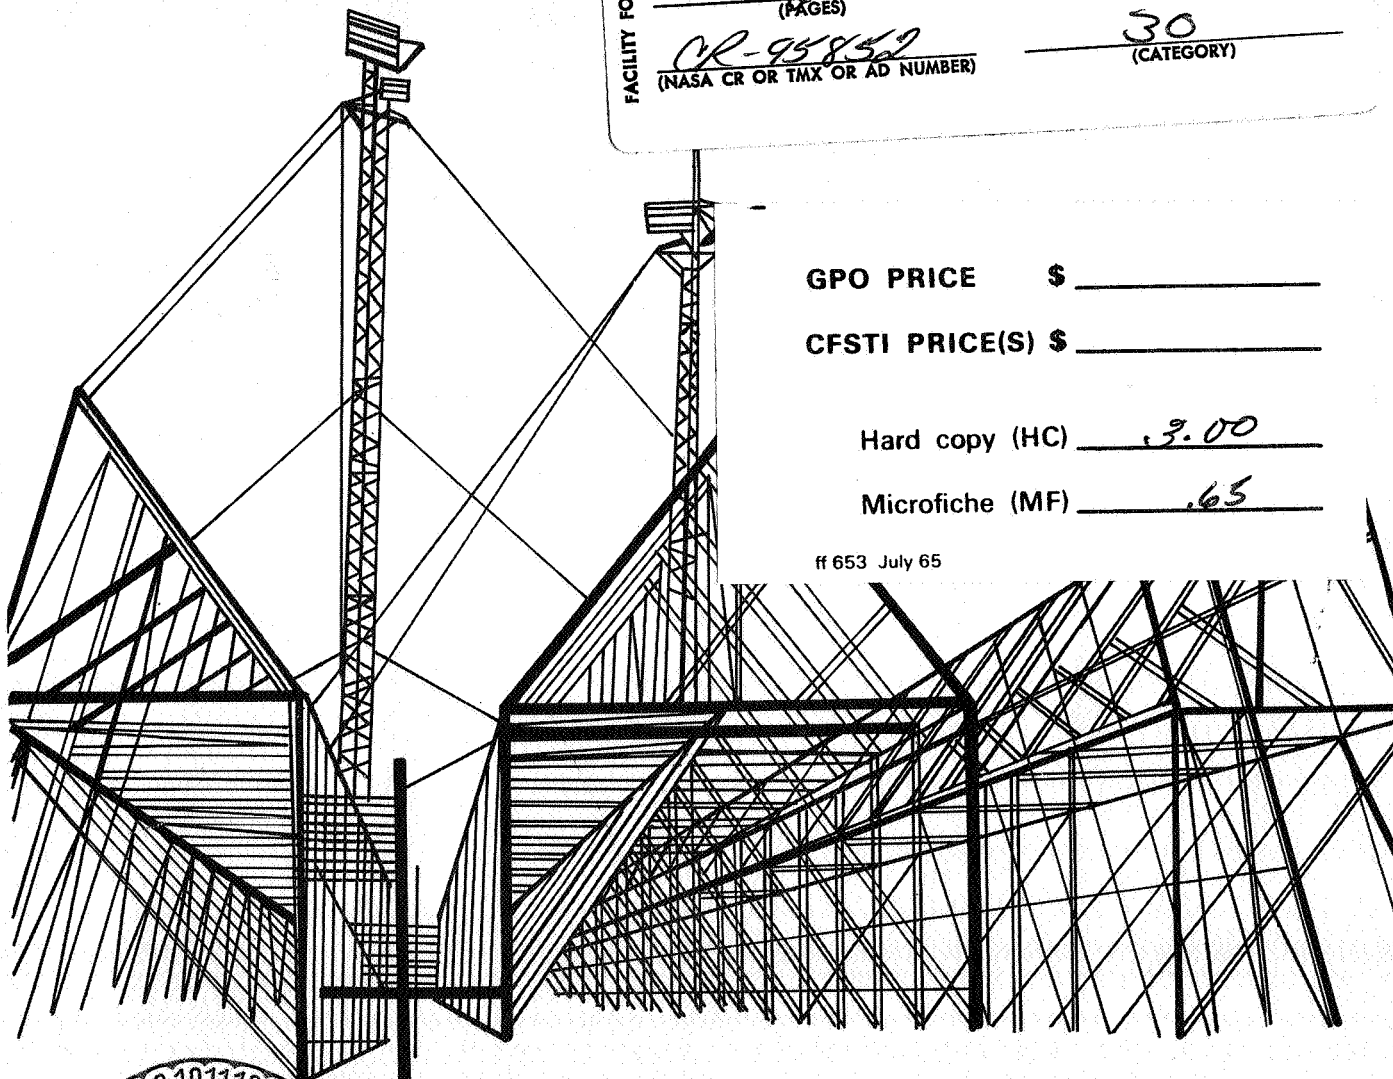 (PAGES)
FACILITY FO
CR-95852
30
(NASA CR OR TMX OR AD NUMBER)
(CATEGORY)
GPO PRICE $
CFSTI PRICE(S) $
Hard copy (HC) 3.00
Microfiche (MF) .65
ff 653 July 65